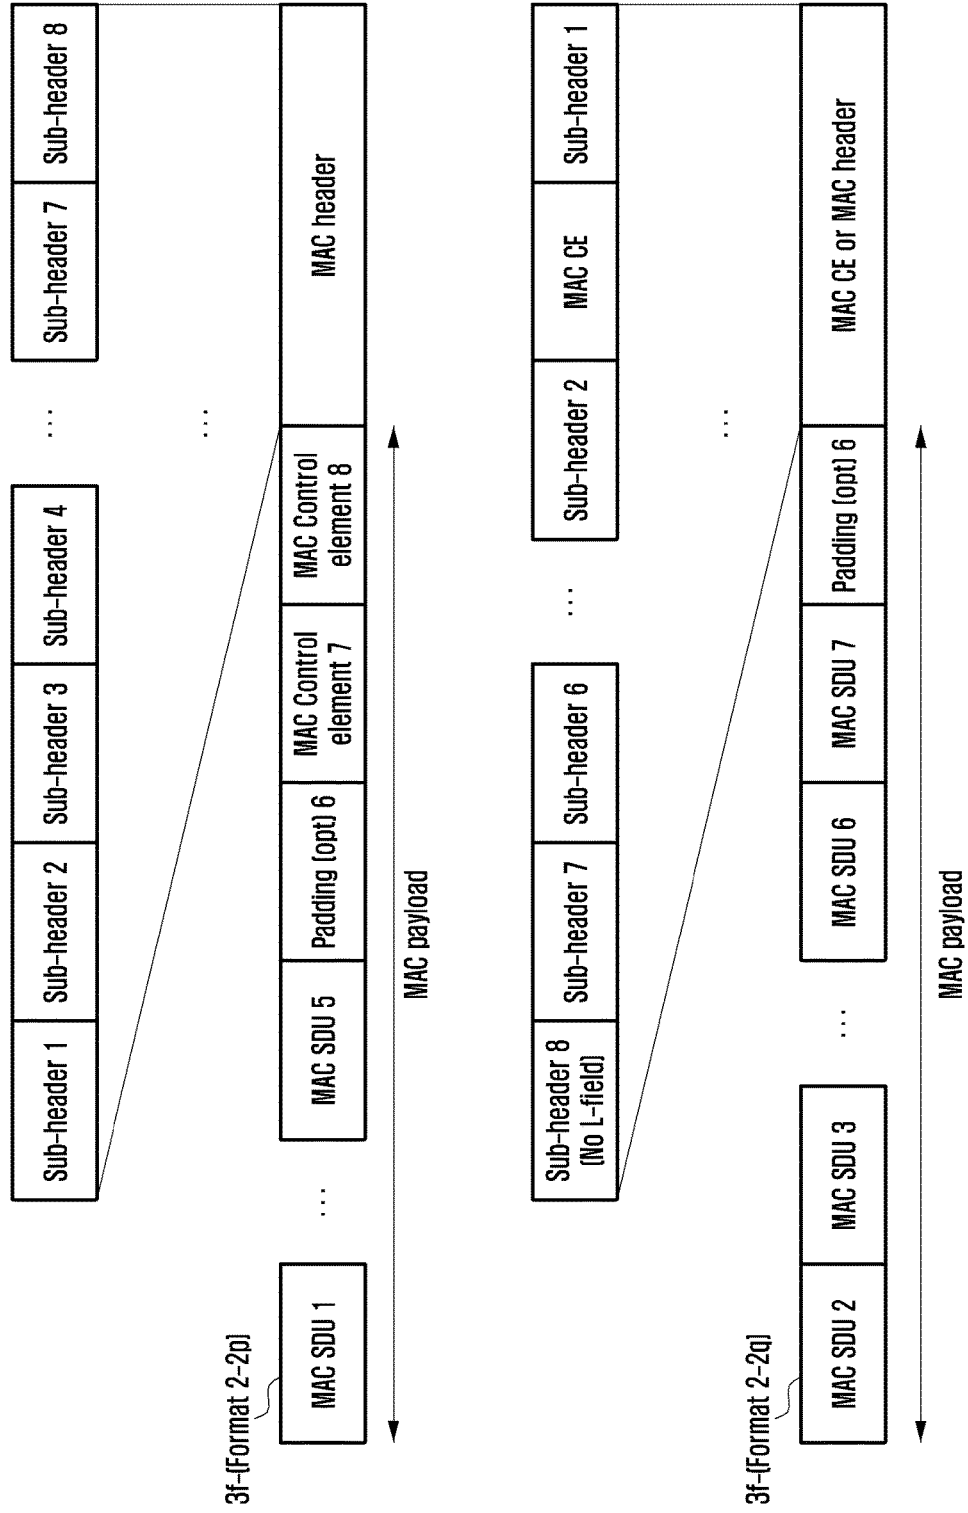 Sub-header 1
Sub-header 2
Sub-header 3
Sub-header 4
...
Sub-header 7
Sub-header 8
...
3f-(Format 2-2p)
MAC SDU 1
...
MAC SDU 5
Padding (opt) 6
MAC Control
element 7
MAC Control
element 8
MAC header
MAC payload
Sub-header 8
(No L-field)
Sub-header 7
Sub-header 6
...
Sub-header 2
MAC CE
Sub-header 1
...
3f-(Format 2-2q)
MAC SDU 2
MAC SDU 3
...
MAC SDU 6
MAC SDU 7
Padding (opt) 6
MAC CE or MAC header
MAC payload